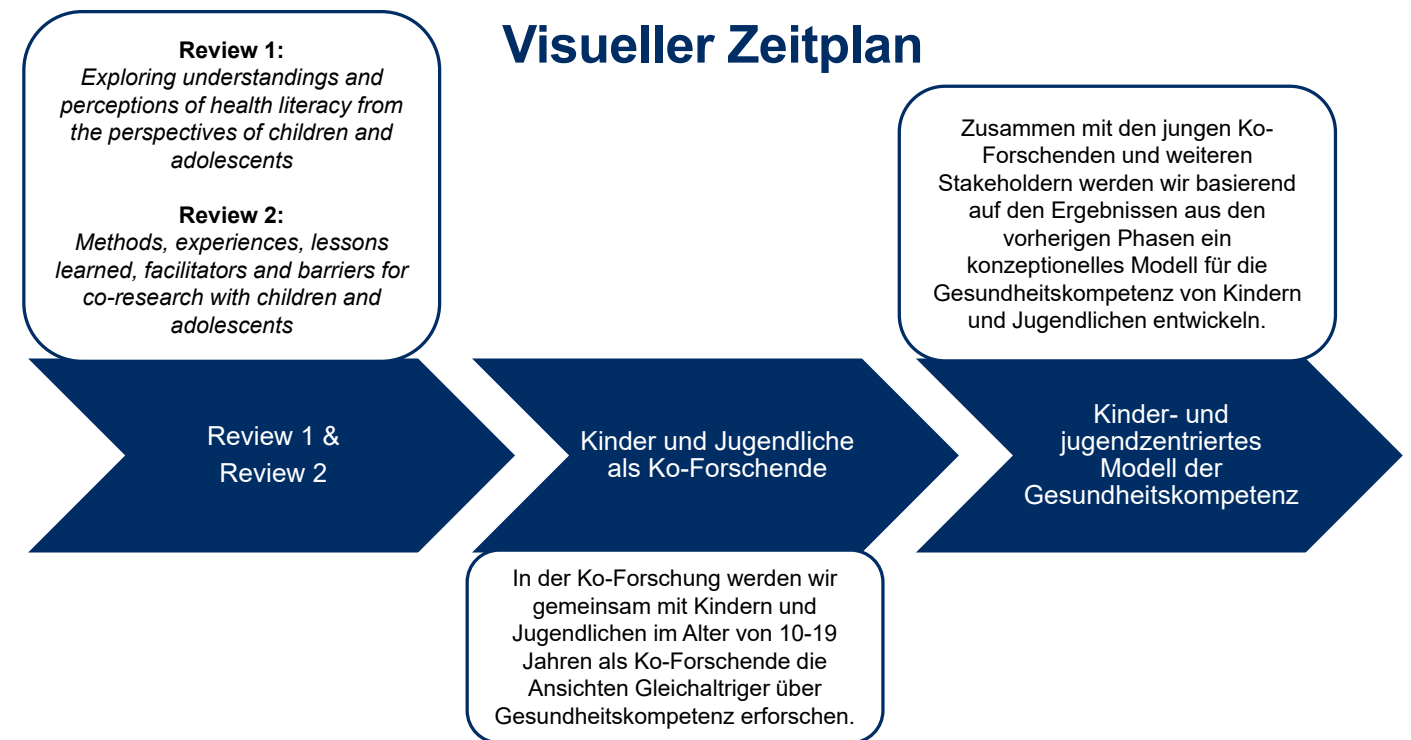 Visueller Zeitplan
Review 1:
Exploring understandings and
perceptions of health literacy from
the perspectives of children and
adolescents
Review 2:
Methods, experiences, lessons
learned, facilitators and barriers for
co-research with children and
adolescents
Zusammen mit den jungen Ko-
Forschenden und weiteren
Stakeholdern werden wir basierend
auf den Ergebnissen aus den
vorherigen Phasen ein
konzeptionelles Modell für die
Gesundheitskompetenz von Kindern
und Jugendlichen entwickeln.
Review 1 &
Review 2
Kinder und Jugendliche
als Ko-Forschende
Kinder- und
jugendzentriertes
Modell der
Gesundheitskompetenz
In der Ko-Forschung werden wir
gemeinsam mit Kindern und
Jugendlichen im Alter von 10-19
Jahren als Ko-Forschende die
Ansichten Gleichaltriger über
Gesundheitskompetenz erforschen.